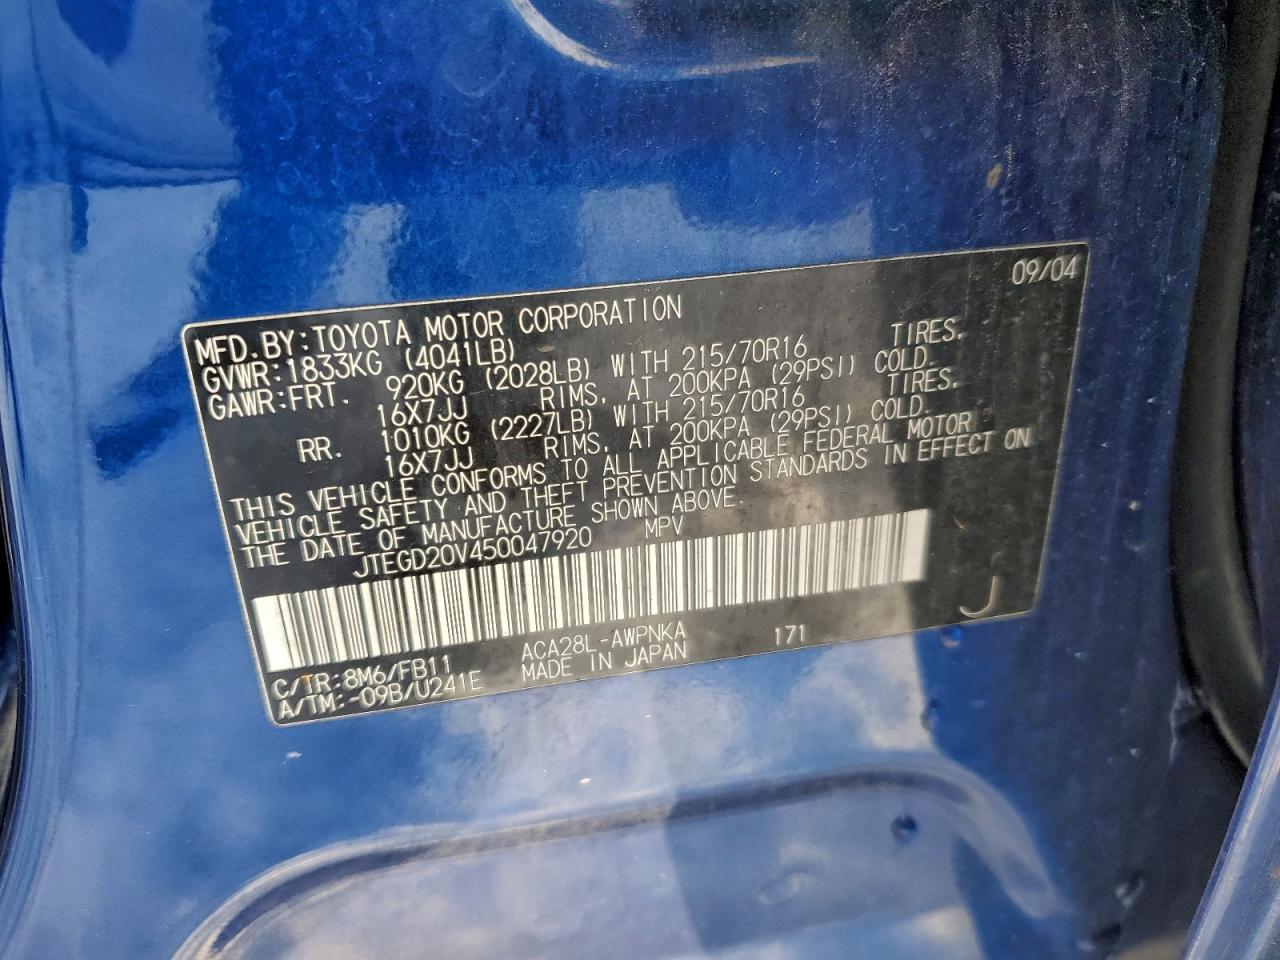 09/04
MFD.BY:TOYOTA MOTOR CORPORATION
GVWR:1833KG (4041LB)
GAWR:FRT. 920KG (2028LB) WITH 215/70R16 TIRES,
16X7JJ RIMS, AT 200KPA (29PSI) COLD.
RR. 1010KG (2227LB) WITH 215/70R16 TIRES,
16X7JJ RIMS, AT 200KPA (29PSI) COLD.
THIS VEHICLE CONFORMS TO ALL APPLICABLE FEDERAL MOTOR
VEHICLE SAFETY AND THEFT PREVENTION STANDARDS IN EFFECT ON
THE DATE OF MANUFACTURE SHOWN ABOVE.
JTEGD20V450047920 MPV
C/TR:8M6/FB11 ACA28L-AWPNKA 171 J
A/TM:-09B/U241E MADE IN JAPAN